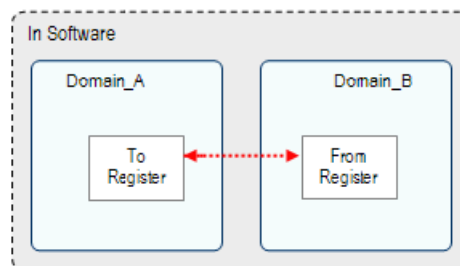 In Software
Domain_A
Domain_B
To
Register
From
Register